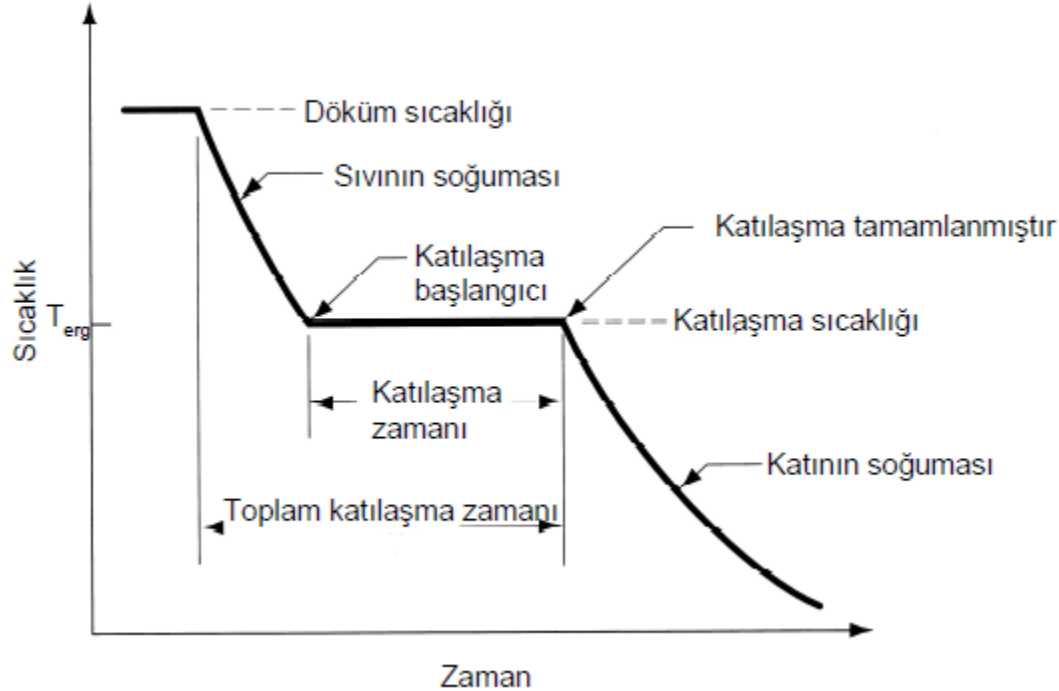 Döküm sıcaklığı
Sıvının soğuması
Katılaşma tamamlanmıştır
Katılaşma
başlangıcı
Sıcaklık
T erg
Katılaşma sıcaklığı
Katılaşma
zamanı
Katının soğuması
Toplam katılaşma zamanı
Zaman